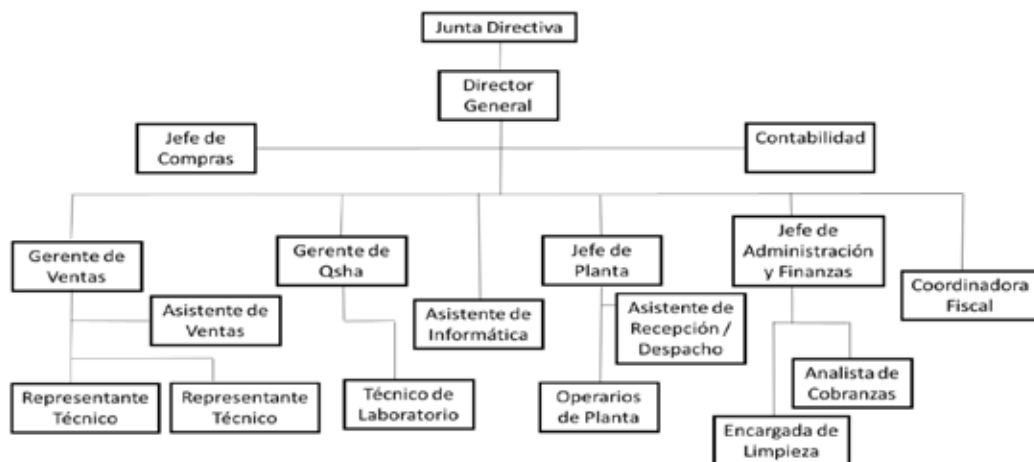 Junta Directiva
Director
General
Jefe de
Compras
Contabilidad
Gerente de
Ventas
Gerente de
Qsha
Jefe de
Planta
Jefe de
Administración
y Finanzas
Coordinadora
Fiscal
Asistente de
Ventas
Asistente de
Informática
Asistente de
Recepción /
Despacho
Representante
Técnico
Representante
Técnico
Técnico de
Laboratorio
Operarios
de Planta
Analista de
Cobranzas
Encargada de
Limpieza